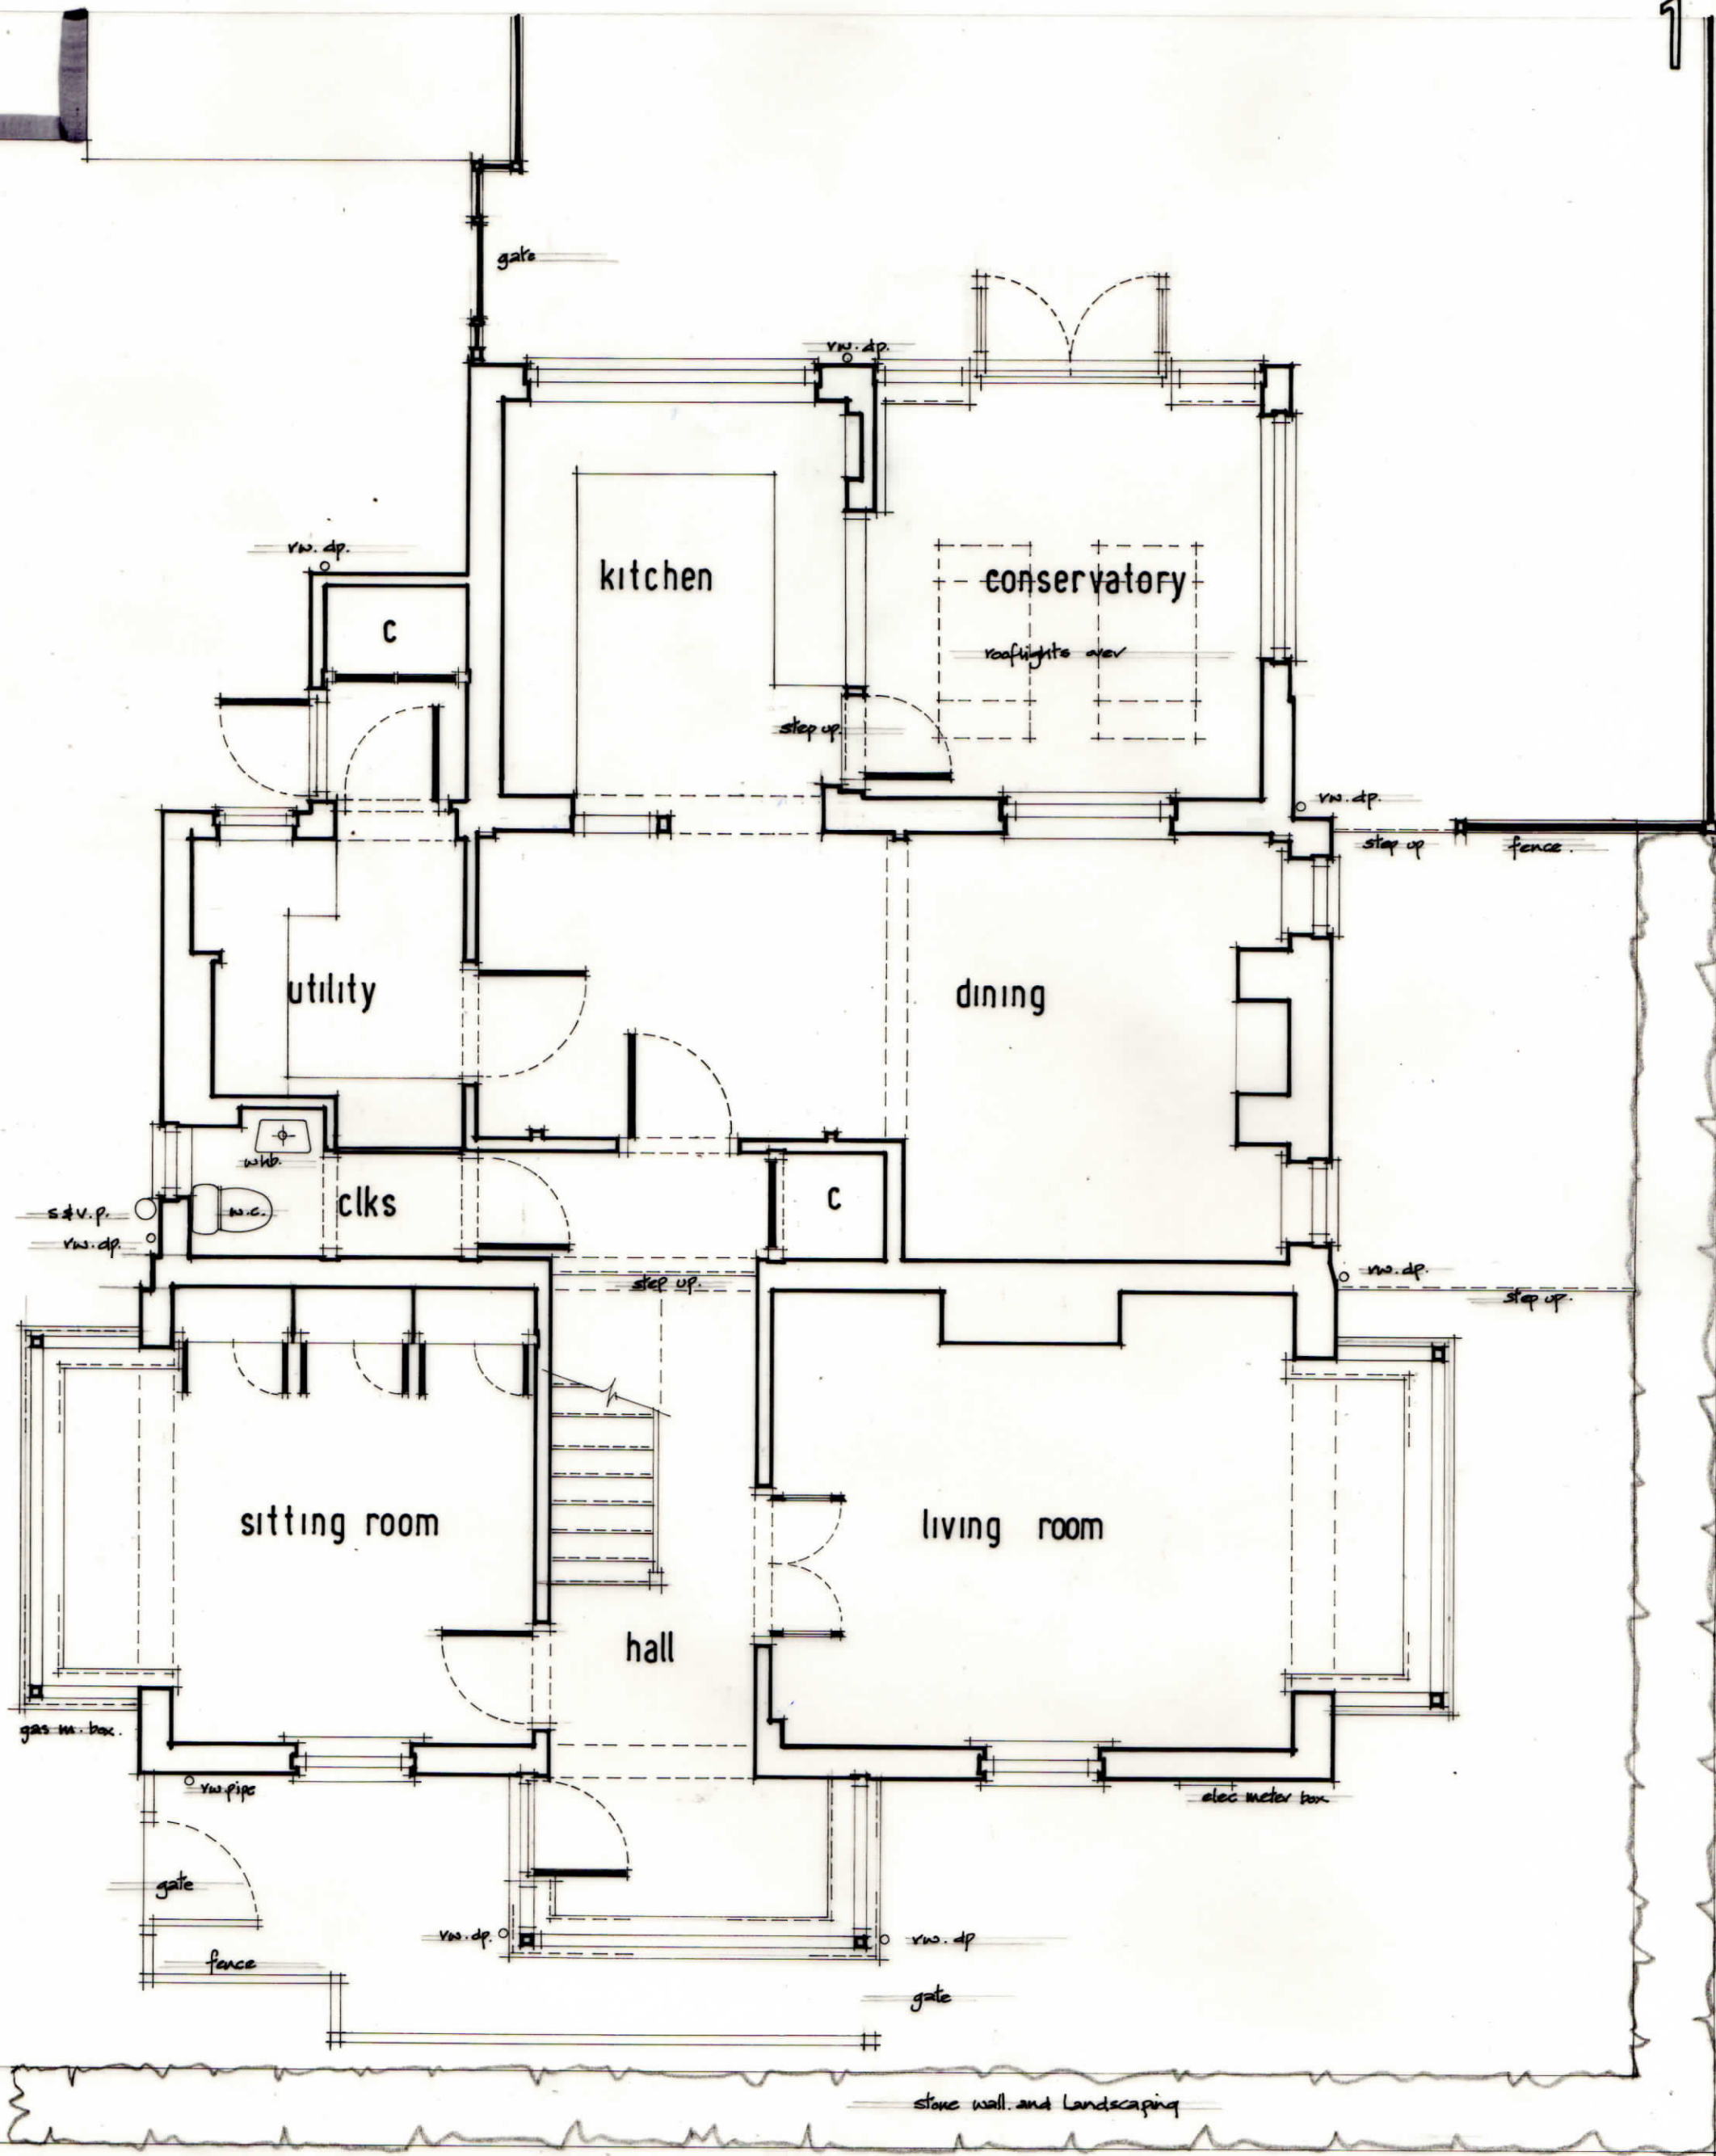 1
gate
rw. dp.
rw. dp.
kitchen
conservatory
c
rooflights over
step up.
rw. dp.
step up
fence.
utility
dining
whb.
w.c.
clks
c
s & v.p.
rw. dp.
step up.
rw. dp.
step up.
sitting room
living room
hall
gas m. box.
rw. pipe
elec meter box
gate
rw. dp.
rw. dp
fence
gate
stone wall. and Landscaping